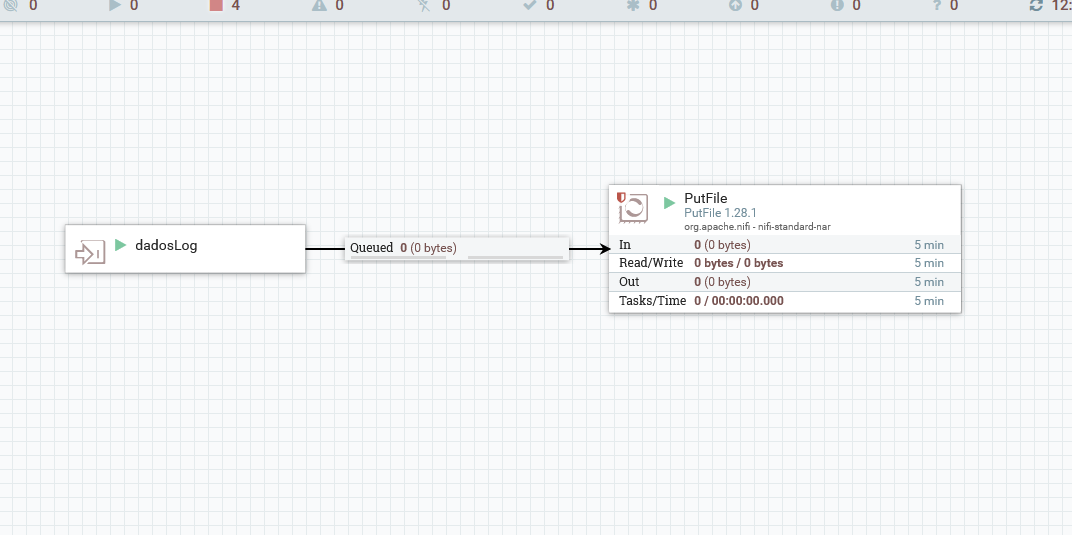 0 0 4 0 0 0 0 0 0 0 12:
PutFile
PutFile 1.28.1
org.apache.nifi - nifi-standard-nar
dadosLog
Queued 0 (0 bytes)
In 0 (0 bytes) 5 min
Read/Write 0 bytes / 0 bytes 5 min
Out 0 (0 bytes) 5 min
Tasks/Time 0 / 00:00:00.000 5 min